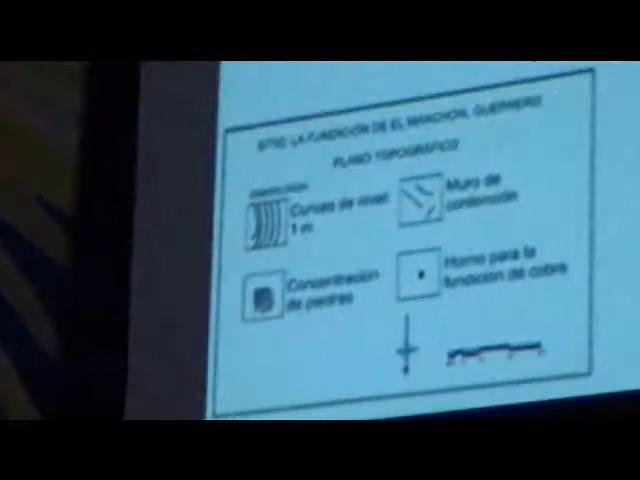 SITIO: LA FUNDICIÓN DE EL MANCHON, GUERRERO
PLANO TOPOGRÁFICO
Curvas de nivel
1 m
Muro de
contención
Concentración
de piedras
Horno para la
fundición de cobre